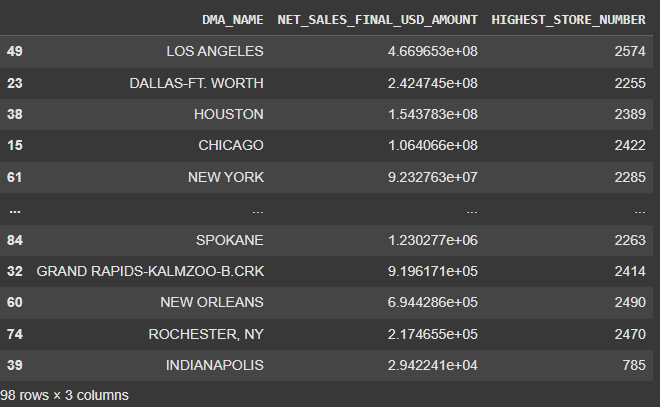 DMA_NAME NET_SALES_FINAL_USD_AMOUNT HIGHEST_STORE_NUMBER
49 LOS ANGELES 4.669653e+08 2574
23 DALLAS-FT. WORTH 2.424745e+08 2255
38 HOUSTON 1.543783e+08 2389
15 CHICAGO 1.064066e+08 2422
61 NEW YORK 9.232763e+07 2285
... ... ... ...
84 SPOKANE 1.230277e+06 2263
32 GRAND RAPIDS-KALMZOO-B.CRK 9.196171e+05 2414
60 NEW ORLEANS 6.944286e+05 2490
74 ROCHESTER, NY 2.174655e+05 2470
39 INDIANAPOLIS 2.942241e+04 785
98 rows × 3 columns